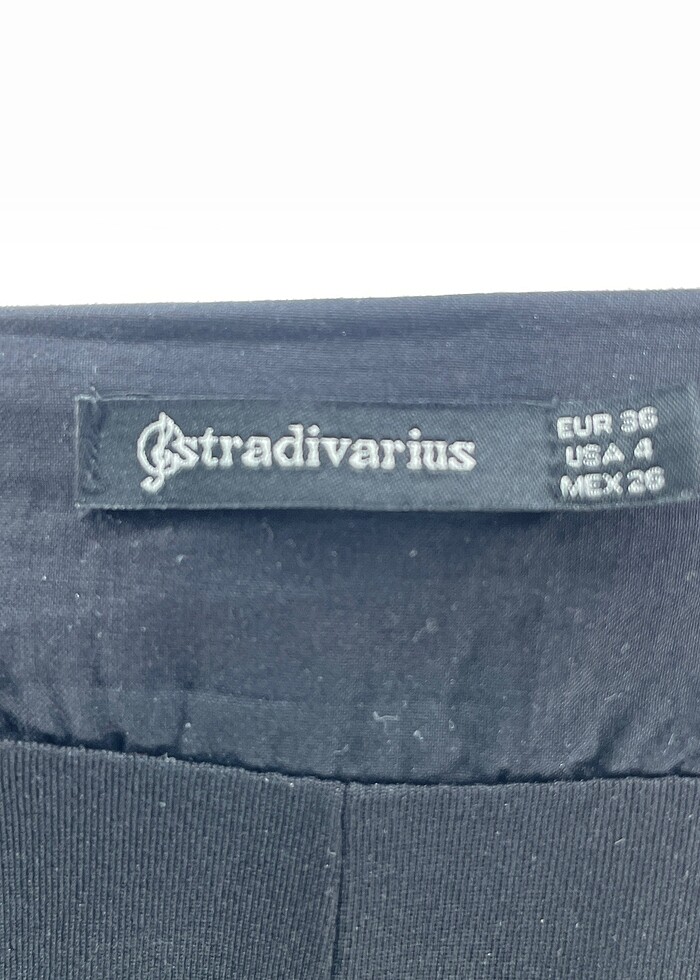 stradivarius
EUR 36
USA 4
MEX 26